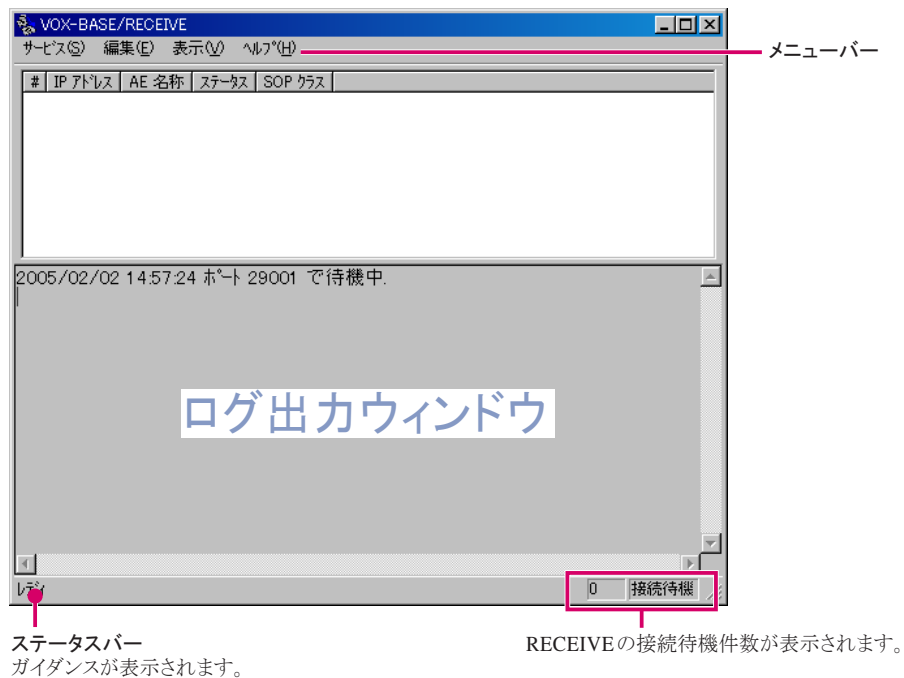 VOX-BASE/RECEIVE
サービス(S) 編集(E) 表示(V) ヘルプ(H)
メニューバー
# IP アドレス AE 名称 ステータス SOP クラス
2005/02/02 14:57:24 ポート 29001 で待機中.
ログ出力ウィンドウ
レディ 0 接続待機
ステータスバー
ガイダンスが表示されます。
RECEIVEの接続待機件数が表示されます。